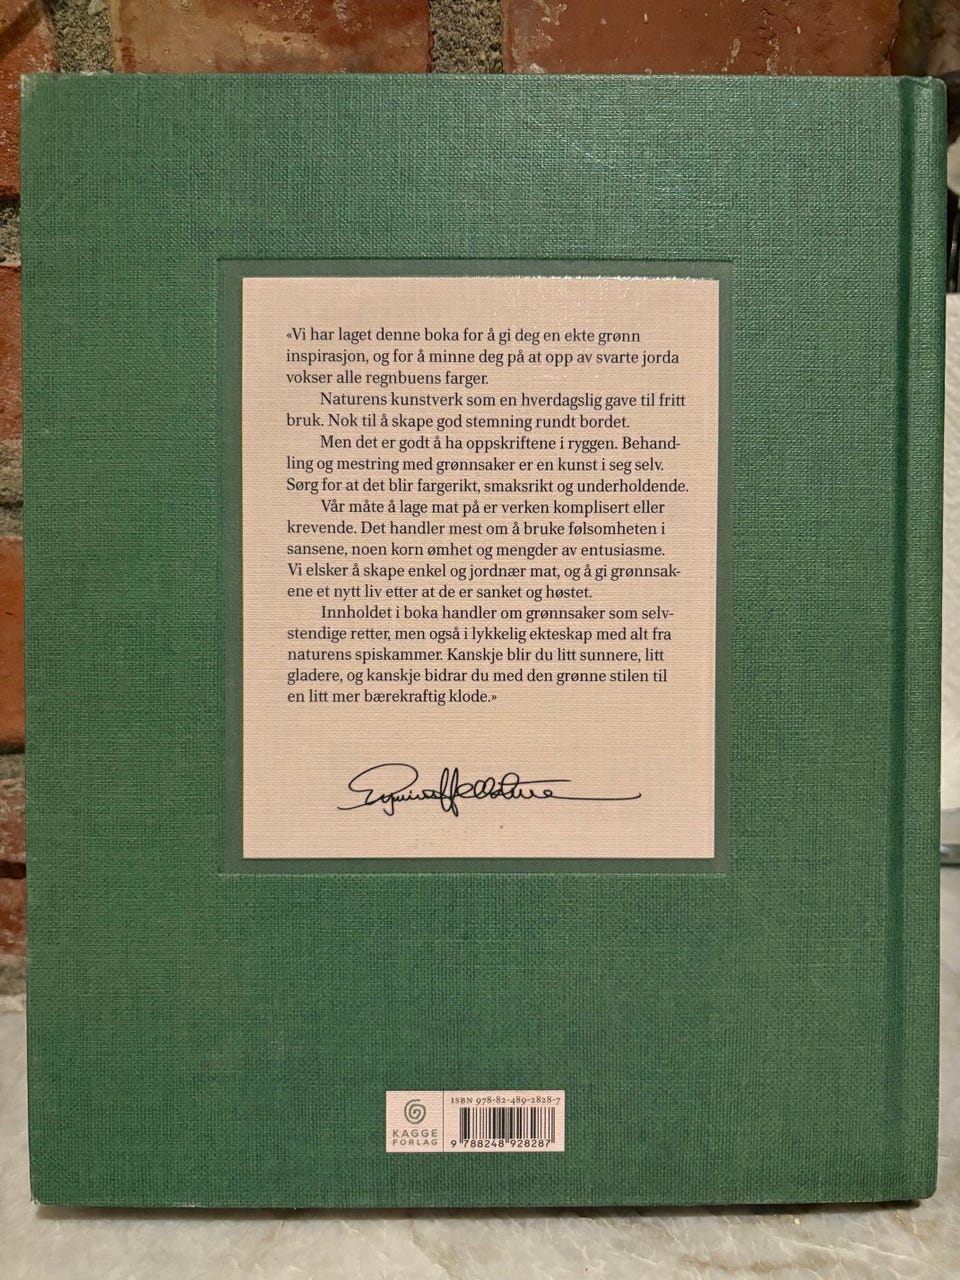 «Vi har laget denne boka for å gi deg en ekte grønn
inspirasjon, og for å minne deg på at opp av svarte jorda
vokser alle regnbuens farger.
Naturens kunstverk som en hverdagslig gave til fritt
bruk. Nok til å skape god stemning rundt bordet.
Men det er godt å ha oppskriftene i ryggen. Behand-
ling og mestring med grønnsaker er en kunst i seg selv.
Sørg for at det blir fargerikt, smaksrikt og underholdende.
Vår måte å lage mat på er verken komplisert eller
krevende. Det handler mest om å bruke følsomheten i
sansene, noen korn ømhet og mengder av entusiasme.
Vi elsker å skape enkel og jordnær mat, og å gi grønnsak-
ene et nytt liv etter at de er sanket og høstet.
Innholdet i boka handler om grønnsaker som selv-
stendige retter, men også i lykkelig ekteskap med alt fra
naturens spiskammer. Kanskje blir du litt sunnere, litt
gladere, og kanskje bidrar du med den grønne stilen til
en litt mer bærekraftig klode.»
KAGGE
FORLAG
ISBN 978-82-489-2828-7
9 788248 928287